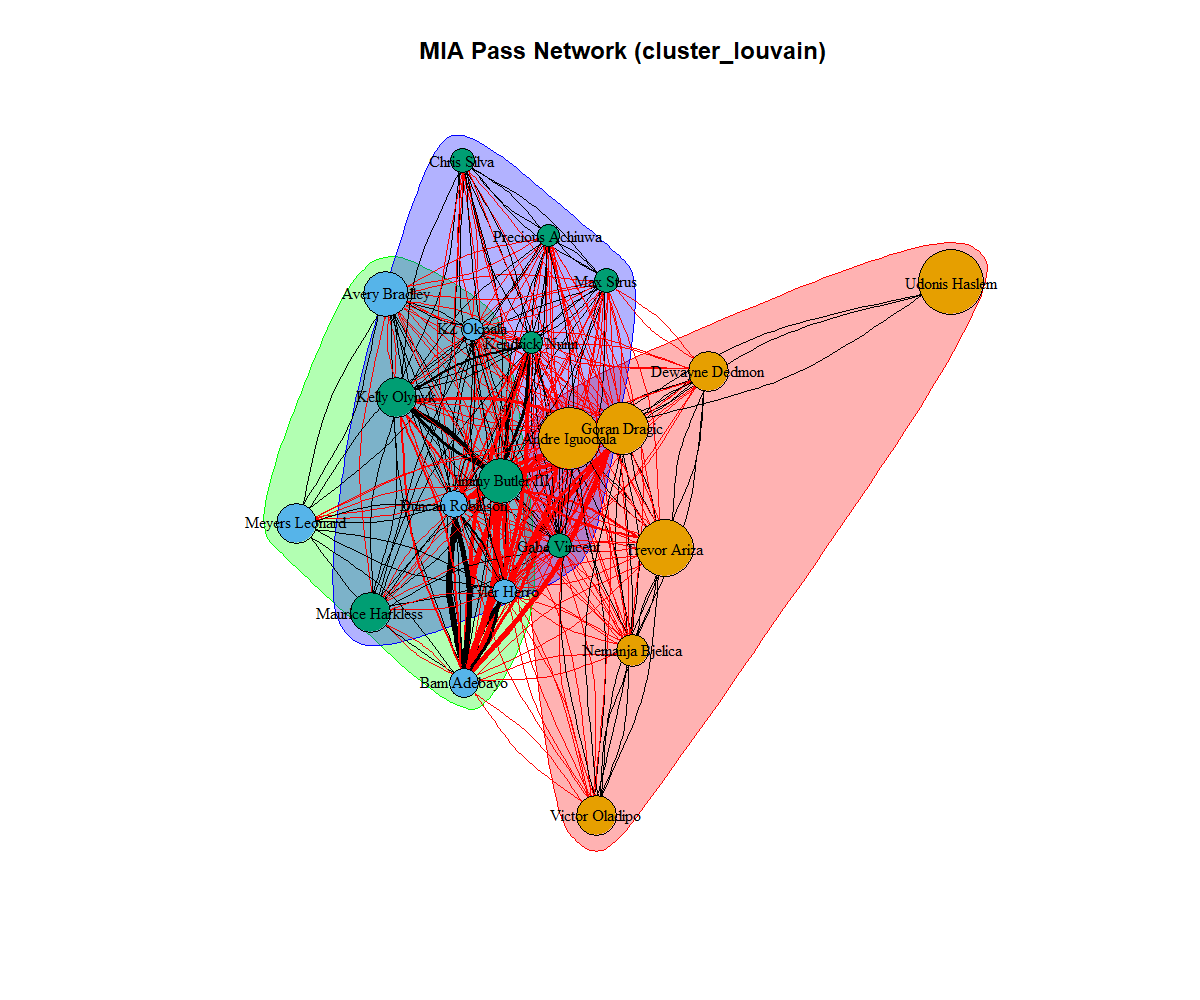 MIA Pass Network (cluster_louvain)
Chris Silva
Precious Achiuwa
Max Strus
Udonis Haslem
Avery Bradley
KZ Okpala
Kendrick Nunn
Dewayne Dedmon
Kelly Olynyk
Goran Dragic
Andre Iguodala
Jimmy Butler III
Duncan Robinson
Meyers Leonard
Gabe Vincent
Trevor Ariza
Tyler Herro
Maurice Harkless
Nemanja Bjelica
Bam Adebayo
Victor Oladipo